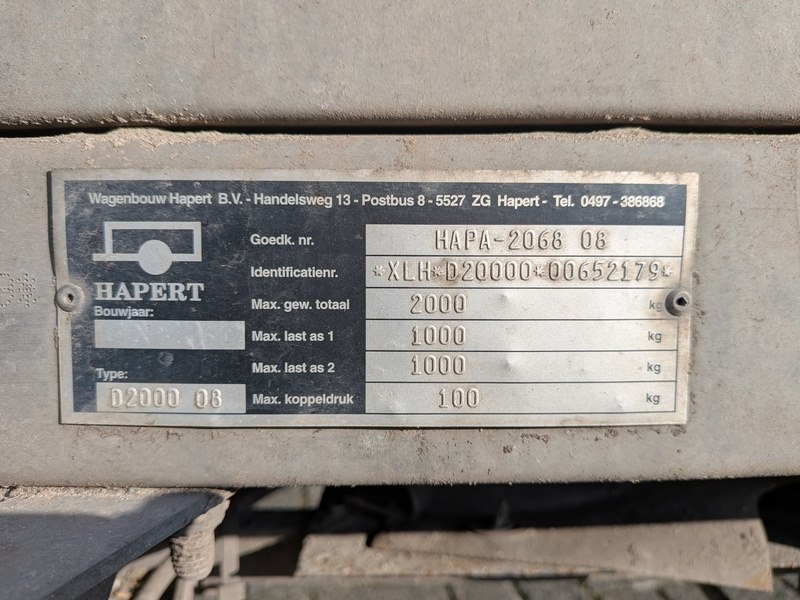 Wagenbouw Hapert B.V. - Handelsweg 13 - Postbus 8 - 5527 ZG Hapert - Tel. 0497 - 386868
HAPERT
Bouwjaar:
Type:
D2000 08
Goedk. nr. HAPA-2068 08
Identificatienr. *XLH*D20000*00652179*
Max. gew. totaal 2000 kg
Max. last as 1 1000 kg
Max. last as 2 1000 kg
Max. koppeldruk 100 kg